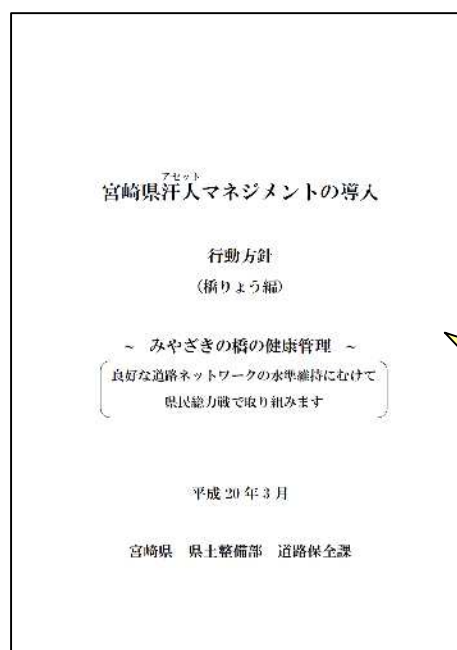 アセット
宮崎県汗人マネジメントの導入
行動方針
(橋りょう編)
~ みやざきの橋の健康管理 ~
良好な道路ネットワークの水準維持にむけて
県民総力戦で取り組みます
平成 20 年 3 月
宮崎県 県土整備部 道路保全課